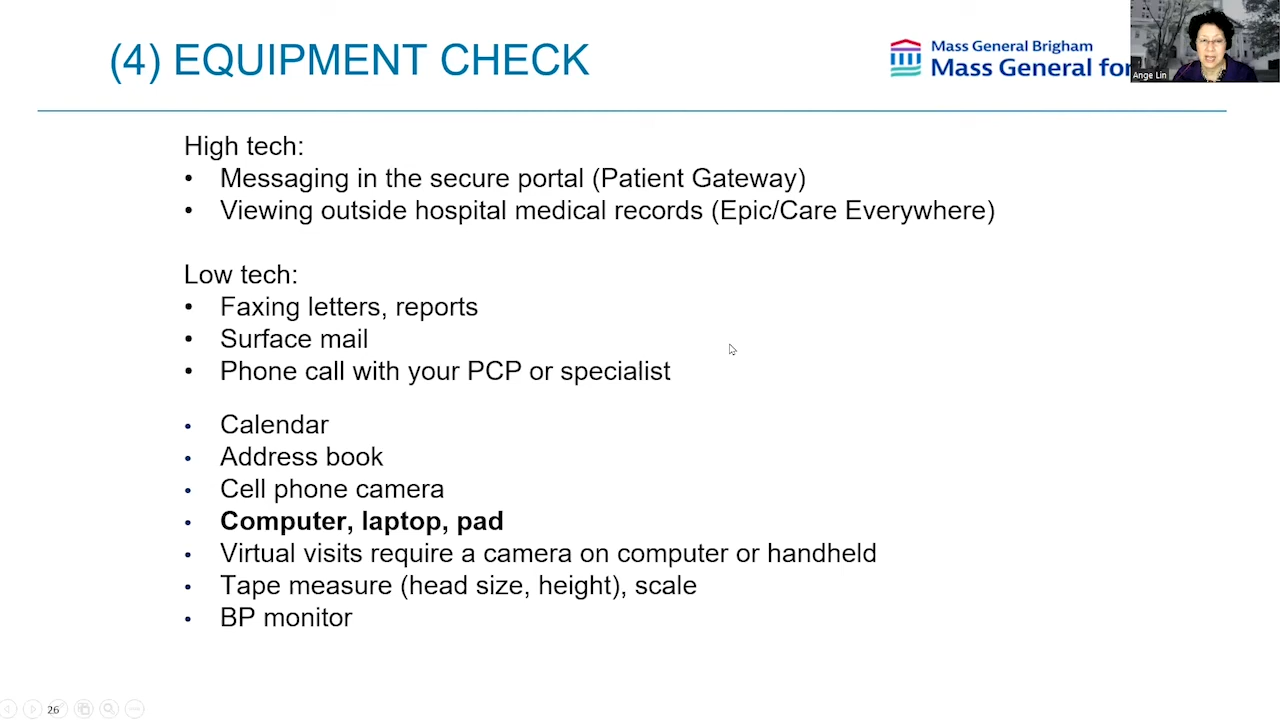 (4) EQUIPMENT CHECK
Mass General Brigham
Mass General for
Ange Lin
High tech:
• Messaging in the secure portal (Patient Gateway)
• Viewing outside hospital medical records (Epic/Care Everywhere)
Low tech:
• Faxing letters, reports
• Surface mail
• Phone call with your PCP or specialist
• Calendar
• Address book
• Cell phone camera
• Computer, laptop, pad
• Virtual visits require a camera on computer or handheld
• Tape measure (head size, height), scale
• BP monitor
26